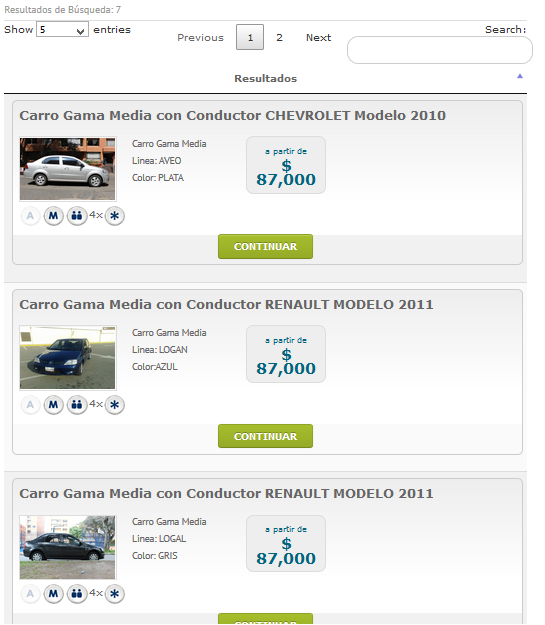 Resultados de Búsqueda: 7
Show 5 entries
Previous 1 2 Next
Search:
Resultados
Carro Gama Media con Conductor CHEVROLET Modelo 2010
Carro Gama Media
Linea: AVEO
Color: PLATA
a partir de
$
87,000
A M 4x *
CONTINUAR
Carro Gama Media con Conductor RENAULT MODELO 2011
Carro Gama Media
Linea: LOGAN
Color:AZUL
a partir de
$
87,000
A M 4x *
CONTINUAR
Carro Gama Media con Conductor RENAULT MODELO 2011
Carro Gama Media
Linea: LOGAL
Color: GRIS
a partir de
$
87,000
A M 4x *
CONTINUAR